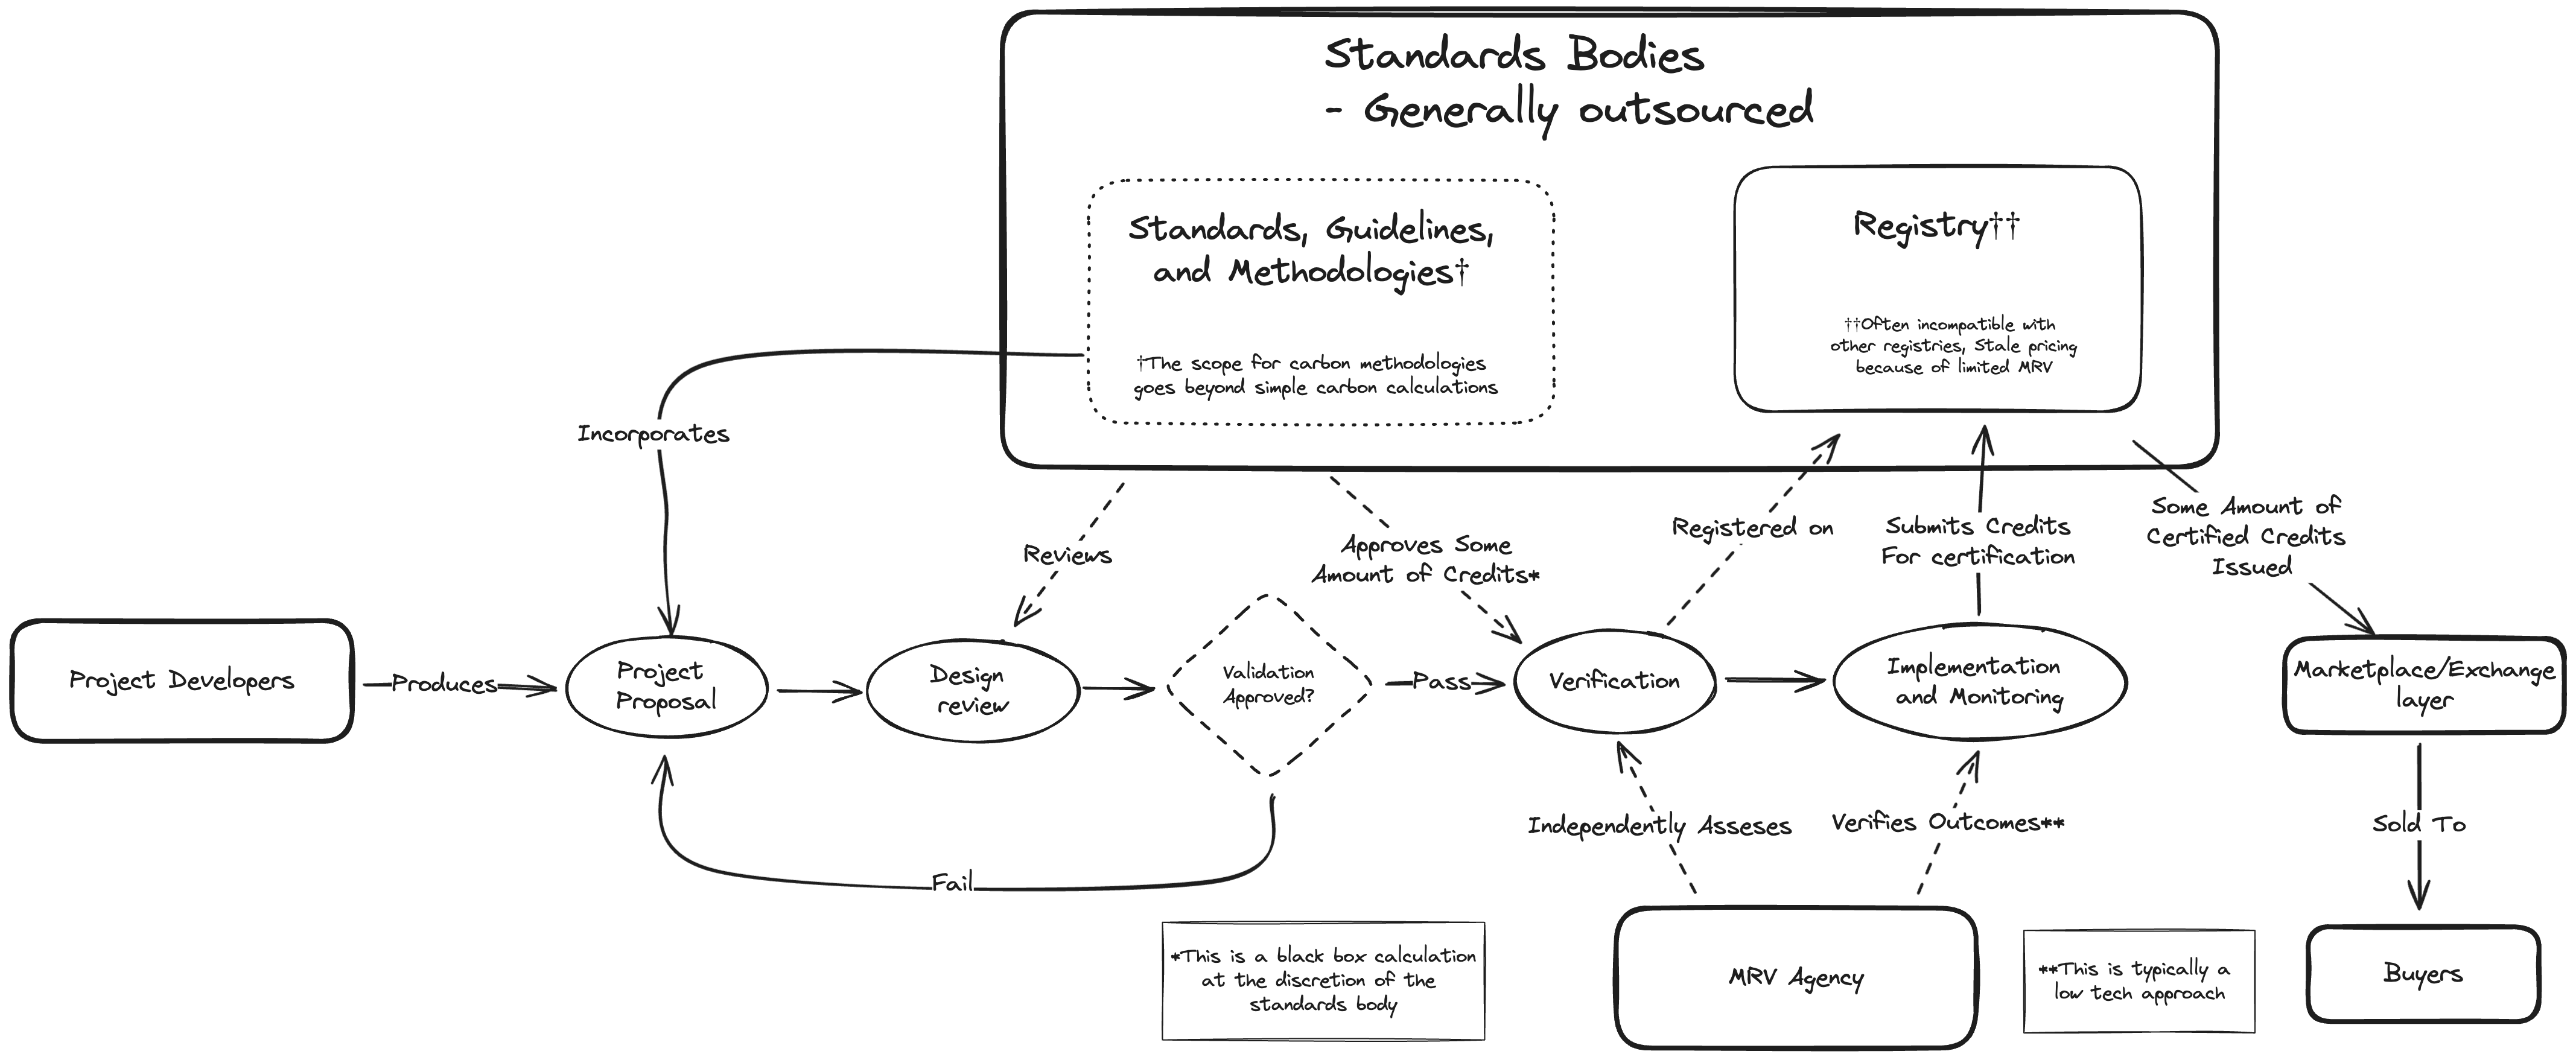 Standards Bodies
- Generally outsourced
Standards, Guidelines,
and Methodologies†
†The scope for carbon methodologies
goes beyond simple carbon calculations
Registry††
††Often incompatible with
other registries, Stale pricing
because of limited MRV
Incorporates
Reviews
Approves Some
Amount of Credits*
Registered on
Submits Credits
For certification
Some Amount of
Certified Credits
Issued
Project Developers
Produces
Project
Proposal
Design
review
Validation
Approved?
Pass
Verification
Implementation
and Monitoring
Marketplace/Exchange
layer
Fail
Independently Asseses
Verifies Outcomes**
Sold To
*This is a black box calculation
at the discretion of the
standards body
MRV Agency
**This is typically a
low tech approach
Buyers